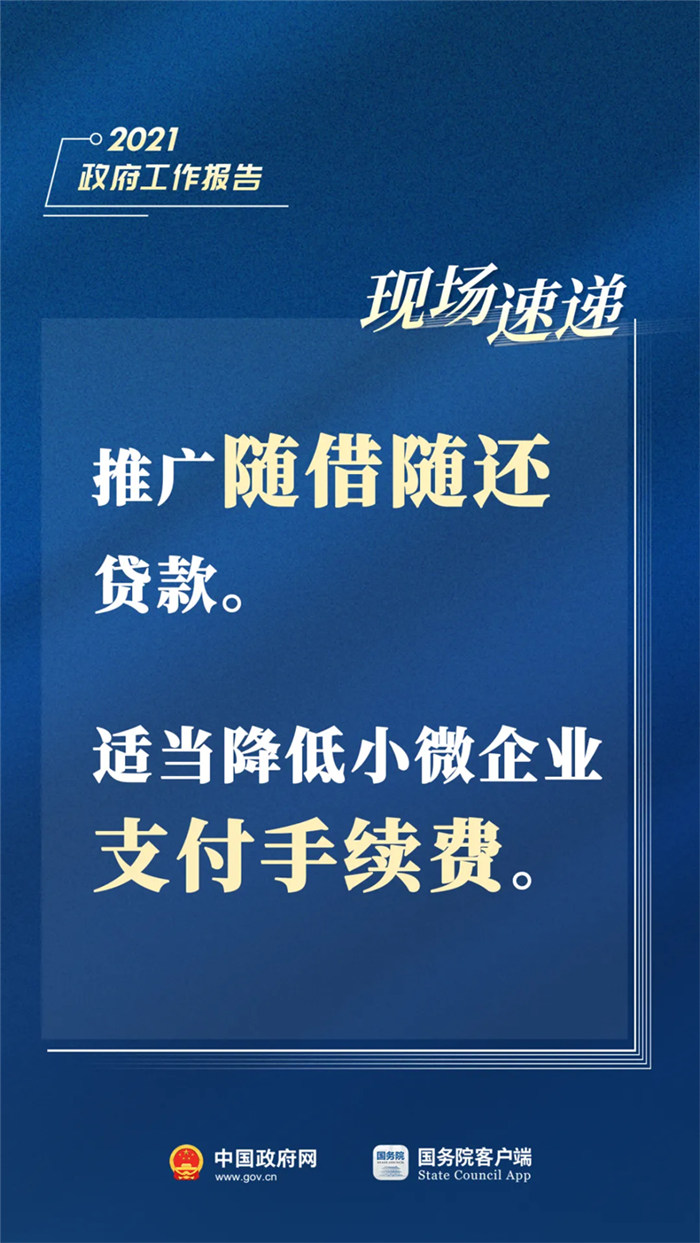 2021
政府工作报告
现场速递
推广随借随还
贷款。
适当降低小微企业
支付手续费。
中国政府网
www.gov.cn
国务院
国务院客户端
State Council App